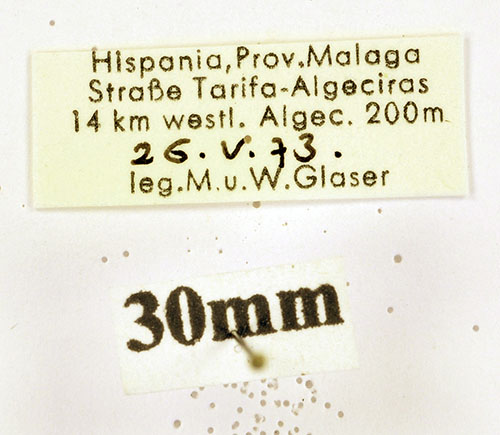 Hispania,Prov.Malaga
Straße Tarifa-Algeciras
14 km westl. Algec. 200m
26.V.73.
leg.M.u.W.Glaser
30mm